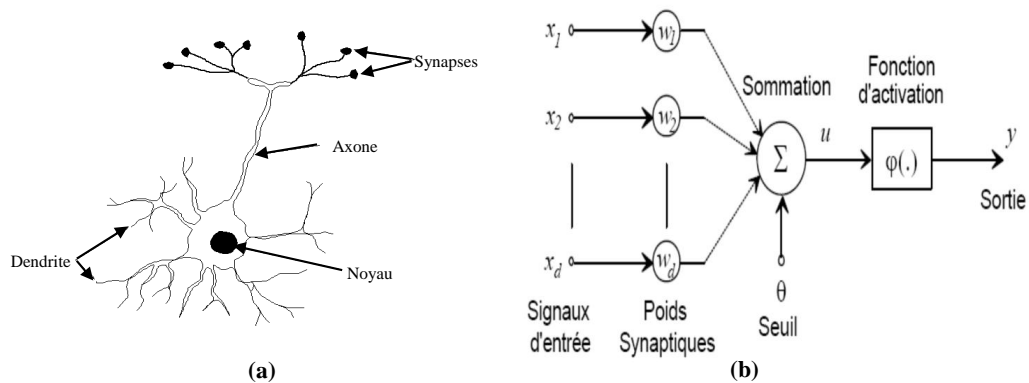 Synapses
Axone
Dendrite
Noyau
(a)
x1
w1
x2
w2
xd
wd
Sommation
Σ
θ
Seuil
u
Fonction
d'activation
φ(.)
y
Sortie
Signaux
d'entrée
Poids
Synaptiques
(b)